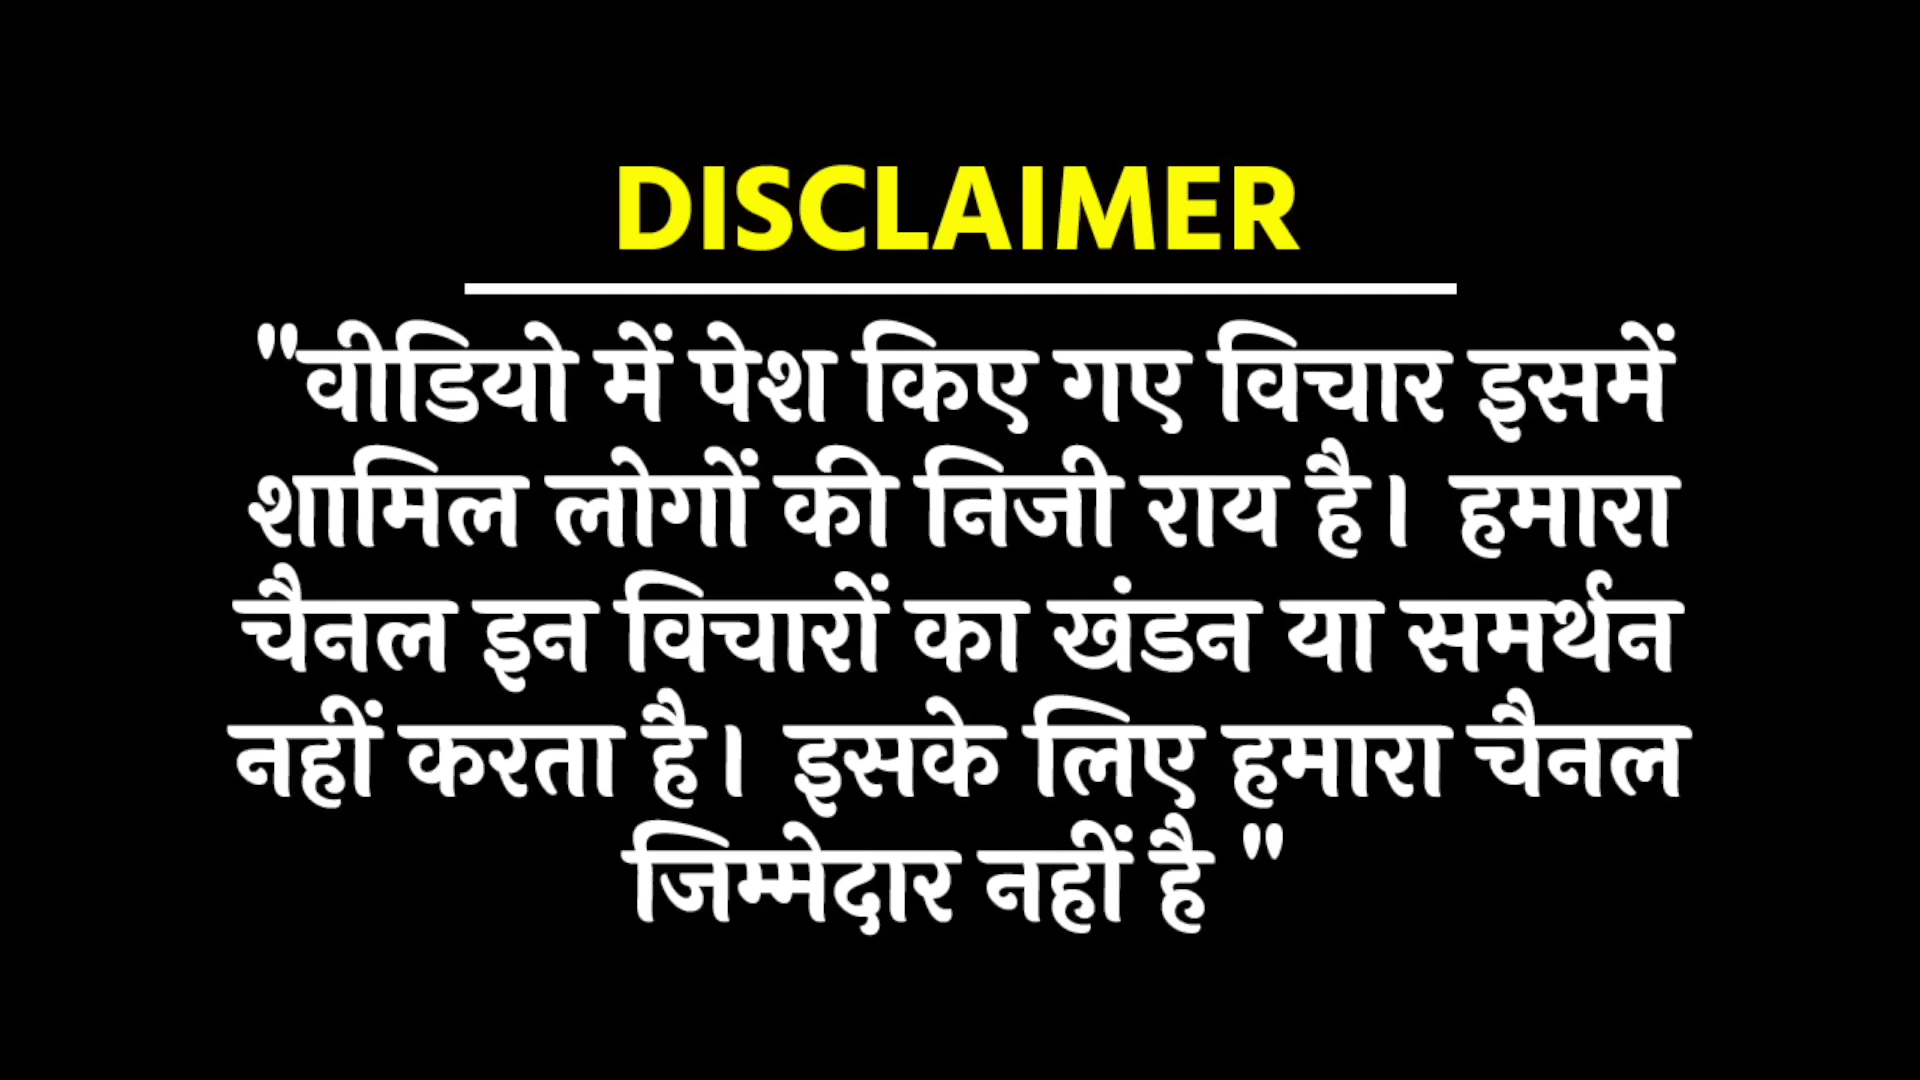 DISCLAIMER
"वीडियो में पेश किए गए विचार इसमें
शामिल लोगों की निजी राय है। हमारा
चैनल इन विचारों का खंडन या समर्थन
नहीं करता है। इसके लिए हमारा चैनल
जिम्मेदार नहीं है "